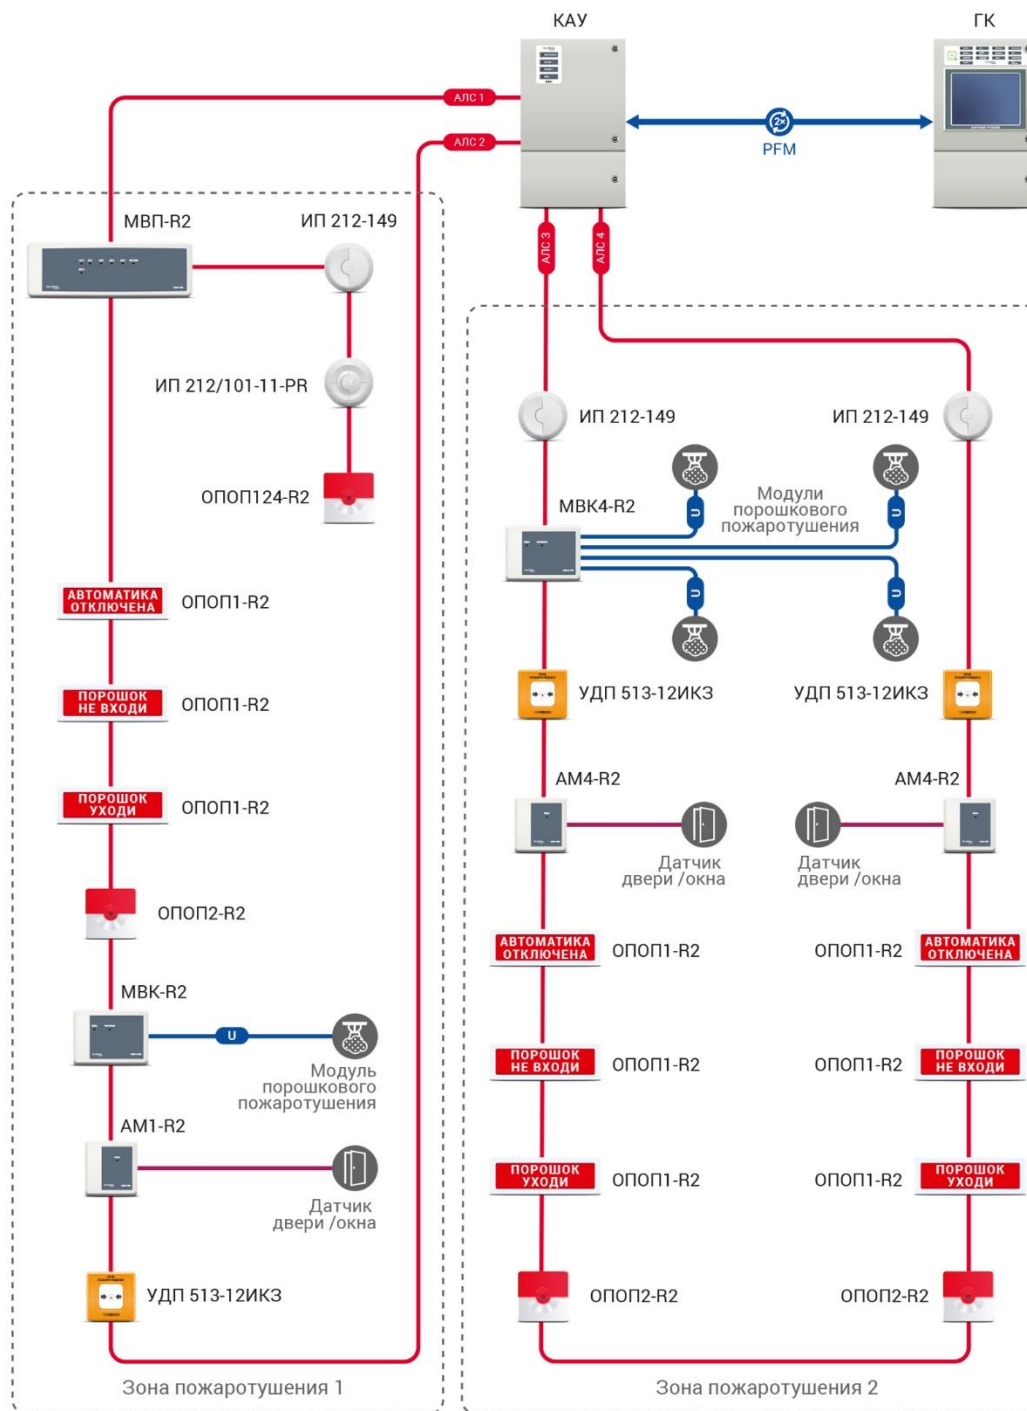 КАУ
ГК
АЛС 1
АЛС 2
2×
PFM
АЛС 3
АЛС 4
МВП-R2
ИП 212-149
ИП 212/101-11-PR
ОПОП124-R2
АВТОМАТИКА
ОТКЛЮЧЕНА
ОПОП1-R2
ПОРОШОК
НЕ ВХОДИ
ОПОП1-R2
ПОРОШОК
УХОДИ
ОПОП1-R2
ОПОП2-R2
МВК-R2
U
Модуль
порошкового
пожаротушения
АМ1-R2
Датчик
двери /окна
УДП 513-12ИКЗ
Зона пожаротушения 1
ИП 212-149
ИП 212-149
МВК4-R2
Модули
порошкового
пожаротушения
U
U
U
U
УДП 513-12ИКЗ
УДП 513-12ИКЗ
АМ4-R2
АМ4-R2
Датчик
двери /окна
Датчик
двери /окна
АВТОМАТИКА
ОТКЛЮЧЕНА
ОПОП1-R2
ОПОП1-R2
АВТОМАТИКА
ОТКЛЮЧЕНА
ПОРОШОК
НЕ ВХОДИ
ОПОП1-R2
ОПОП1-R2
ПОРОШОК
НЕ ВХОДИ
ПОРОШОК
УХОДИ
ОПОП1-R2
ОПОП1-R2
ПОРОШОК
УХОДИ
ОПОП2-R2
ОПОП2-R2
Зона пожаротушения 2